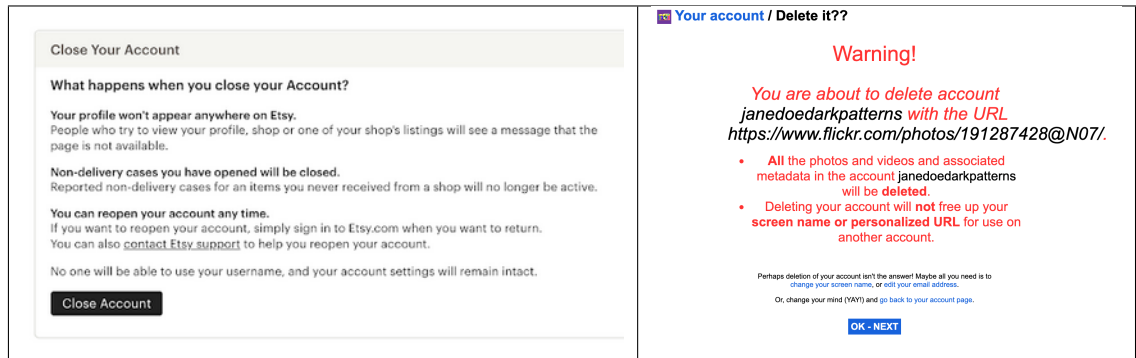 Close Your Account
What happens when you close your Account?
Your profile won't appear anywhere on Etsy.
People who try to view your profile, shop or one of your shop's listings will see a message that the
page is not available.
Non-delivery cases you have opened will be closed.
Reported non-delivery cases for an items you never received from a shop will no longer be active.
You can reopen your account any time.
If you want to reopen your account, simply sign in to Etsy.com when you want to return.
You can also contact Etsy support to help you reopen your account.
No one will be able to use your username, and your account settings will remain intact.
Close Account
Your account / Delete it??
Warning!
You are about to delete account
janedoedarkpatterns with the URL
https://www.flickr.com/photos/191287428@N07/.
• All the photos and videos and associated
metadata in the account janedoedarkpatterns
will be deleted.
• Deleting your account will not free up your
screen name or personalized URL for use on
another account.
Perhaps deletion of your account isn't the answer! Maybe all you need is to
change your screen name, or edit your email address.
Or, change your mind (YAY!) and go back to your account page.
OK - NEXT